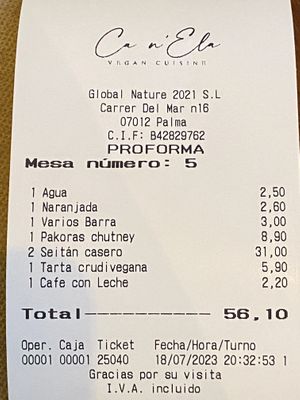 Ca n'Ela
VEGAN CUISINE
Global Nature 2021 S.L
Carrer Del Mar n16
07012 Palma
C.I.F: B42829762
PROFORMA
Mesa número: 5
1 Agua 2,50
1 Naranjada 2,60
1 Varios Barra 3,00
1 Pakoras chutney 8,90
2 Seitán casero 31,00
1 Tarta crudivegana 5,90
1 Cafe con Leche 2,20
Total---------- 56,10
Oper. Caja Ticket Fecha/Hora/Turno
00001 00001 25040 18/07/2023 20:32:53 1
Gracias por su visita
I.V.A. incluido